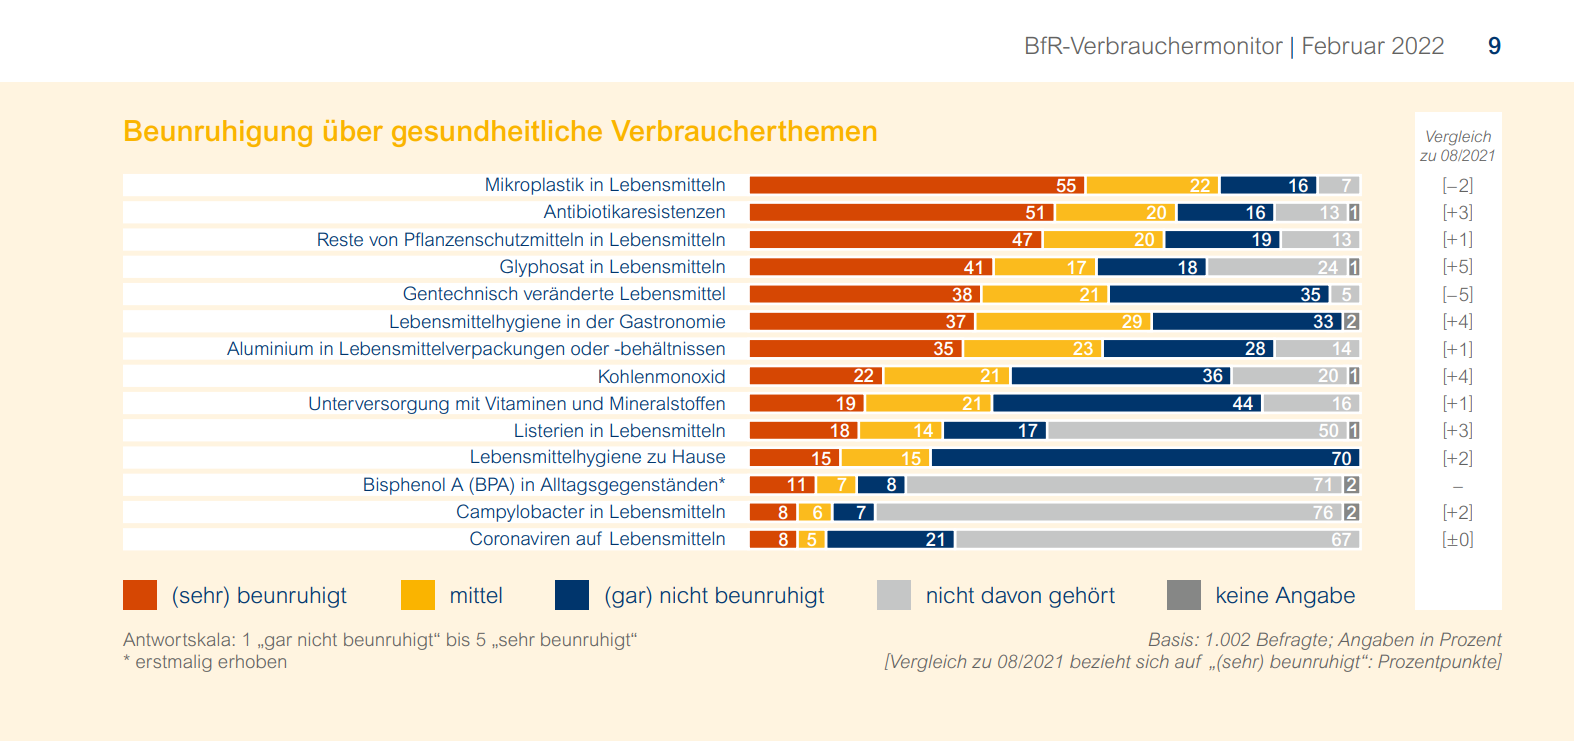 BfR-Verbrauchermonitor | Februar 2022 9
Beunruhigung über gesundheitliche Verbraucherthemen
Vergleich
zu 08/2021
Mikroplastik in Lebensmitteln 55 22 16 7 [–2]
Antibiotikaresistenzen 51 20 16 13 1 [+3]
Reste von Pflanzenschutzmitteln in Lebensmitteln 47 20 19 13 [+1]
Glyphosat in Lebensmitteln 41 17 18 24 1 [+5]
Gentechnisch veränderte Lebensmittel 38 21 35 5 [–5]
Lebensmittelhygiene in der Gastronomie 37 29 33 2 [+4]
Aluminium in Lebensmittelverpackungen oder -behältnissen 35 23 28 14 [+1]
Kohlenmonoxid 22 21 36 20 1 [+4]
Unterversorgung mit Vitaminen und Mineralstoffen 19 21 44 16 [+1]
Listerien in Lebensmitteln 18 14 17 50 1 [+3]
Lebensmittelhygiene zu Hause 15 15 70 [+2]
Bisphenol A (BPA) in Alltagsgegenständen* 11 7 8 71 2 –
Campylobacter in Lebensmitteln 8 6 7 76 2 [+2]
Coronaviren auf Lebensmitteln 8 5 21 67 [±0]
(sehr) beunruhigt mittel (gar) nicht beunruhigt nicht davon gehört keine Angabe
Antwortskala: 1 „gar nicht beunruhigt“ bis 5 „sehr beunruhigt“
* erstmalig erhoben
Basis: 1.002 Befragte; Angaben in Prozent
[Vergleich zu 08/2021 bezieht sich auf „(sehr) beunruhigt“: Prozentpunkte]